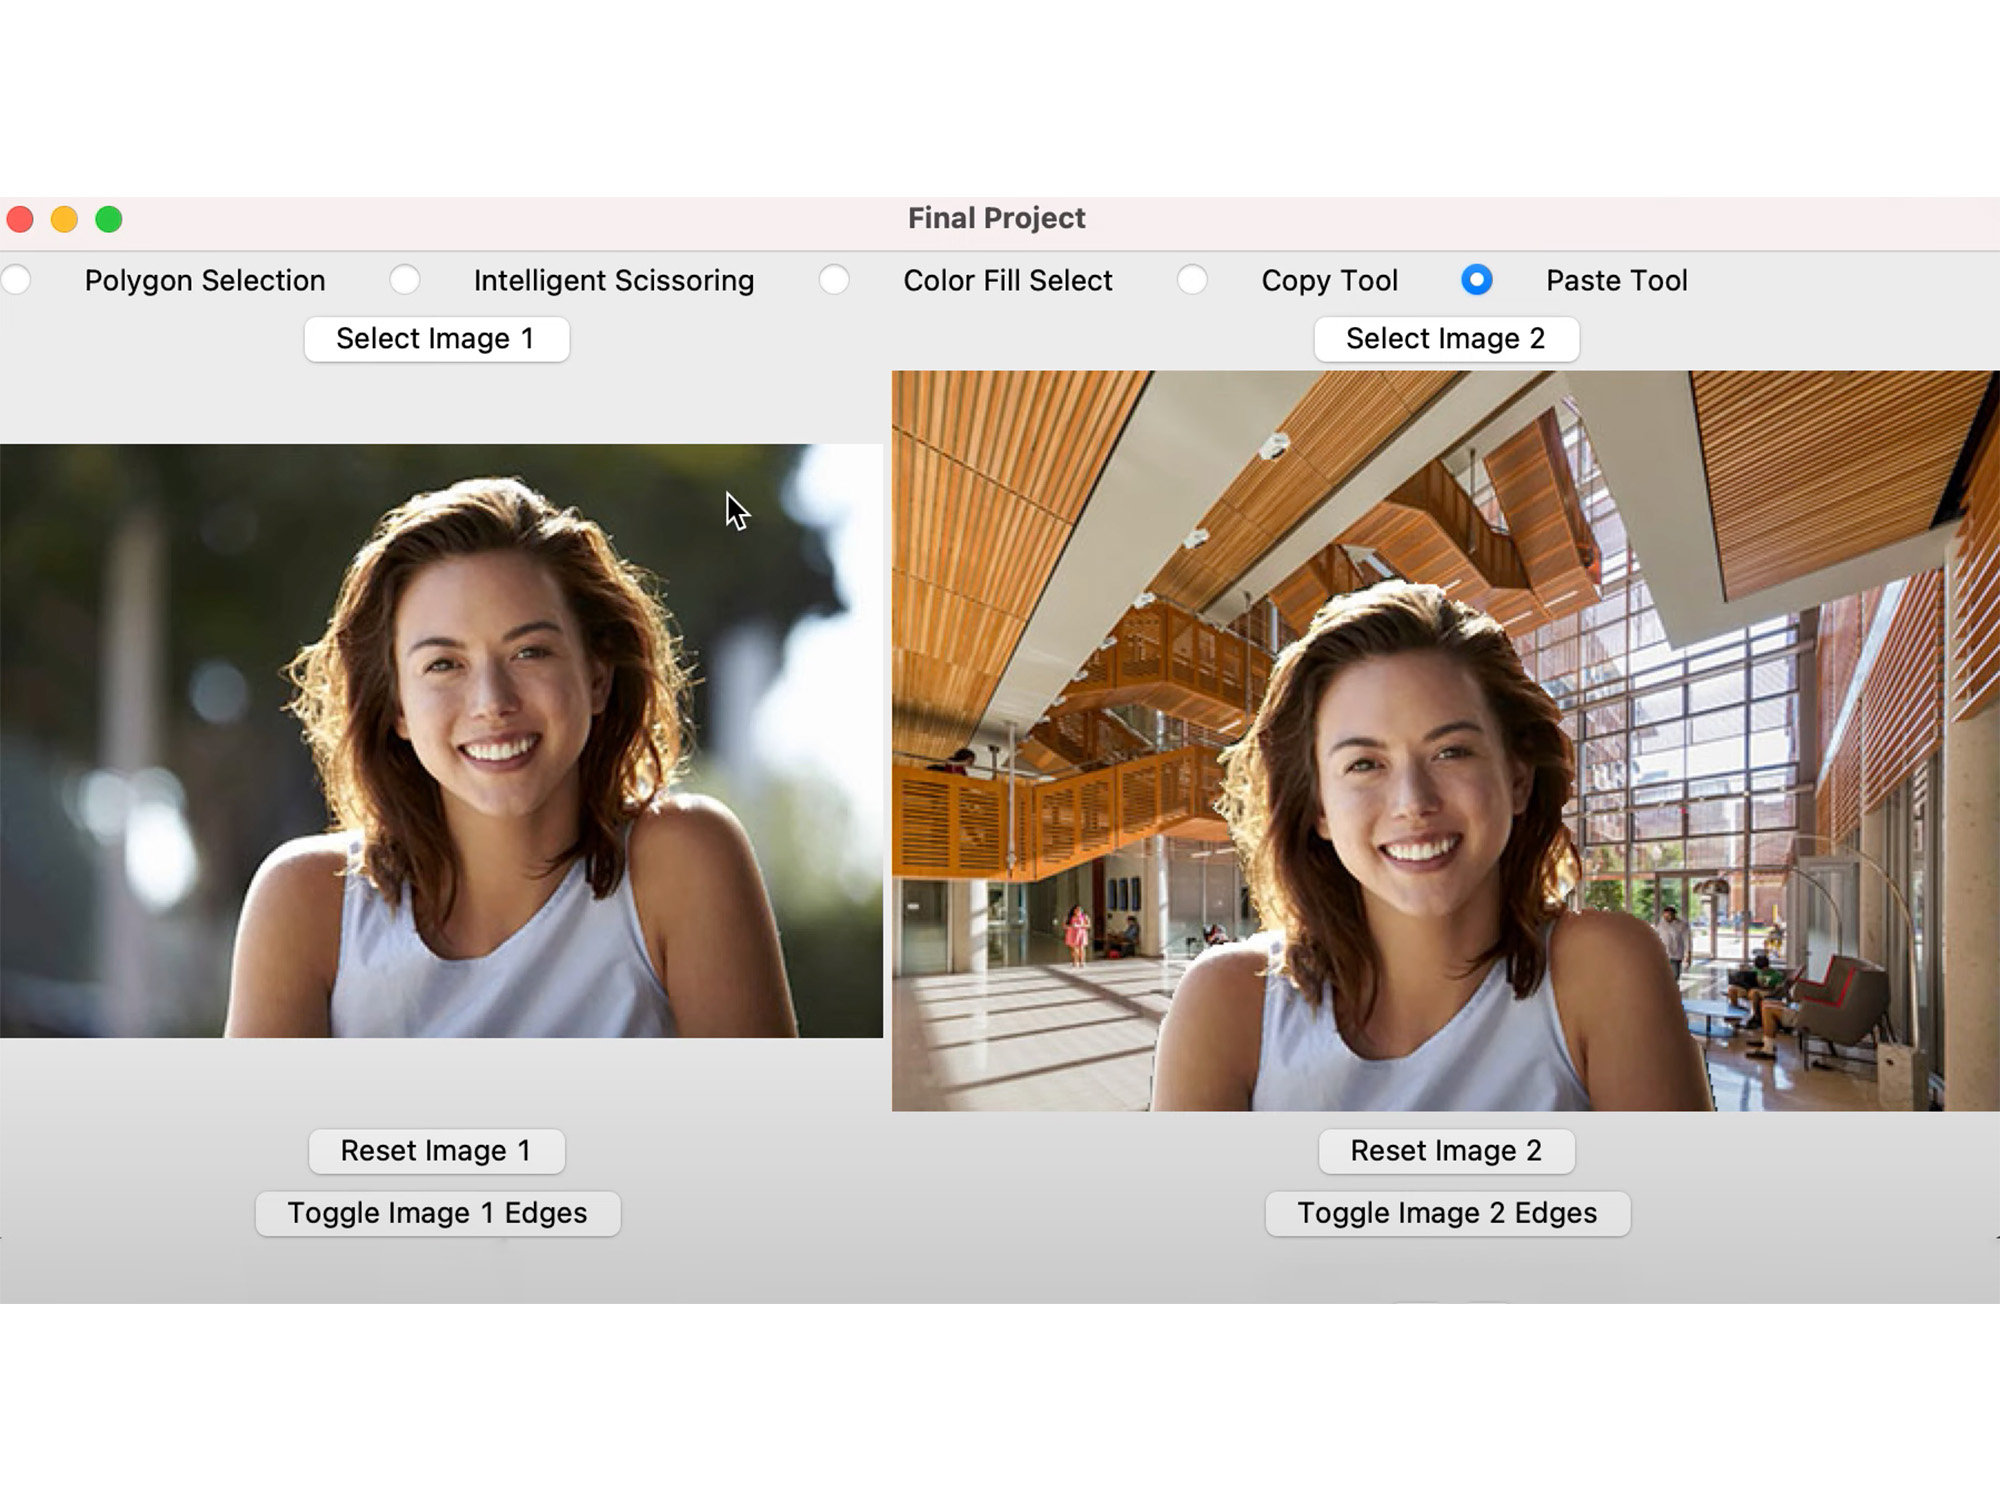 Final Project
Polygon Selection Intelligent Scissoring Color Fill Select Copy Tool Paste Tool
Select Image 1 Select Image 2
Reset Image 1 Reset Image 2
Toggle Image 1 Edges Toggle Image 2 Edges